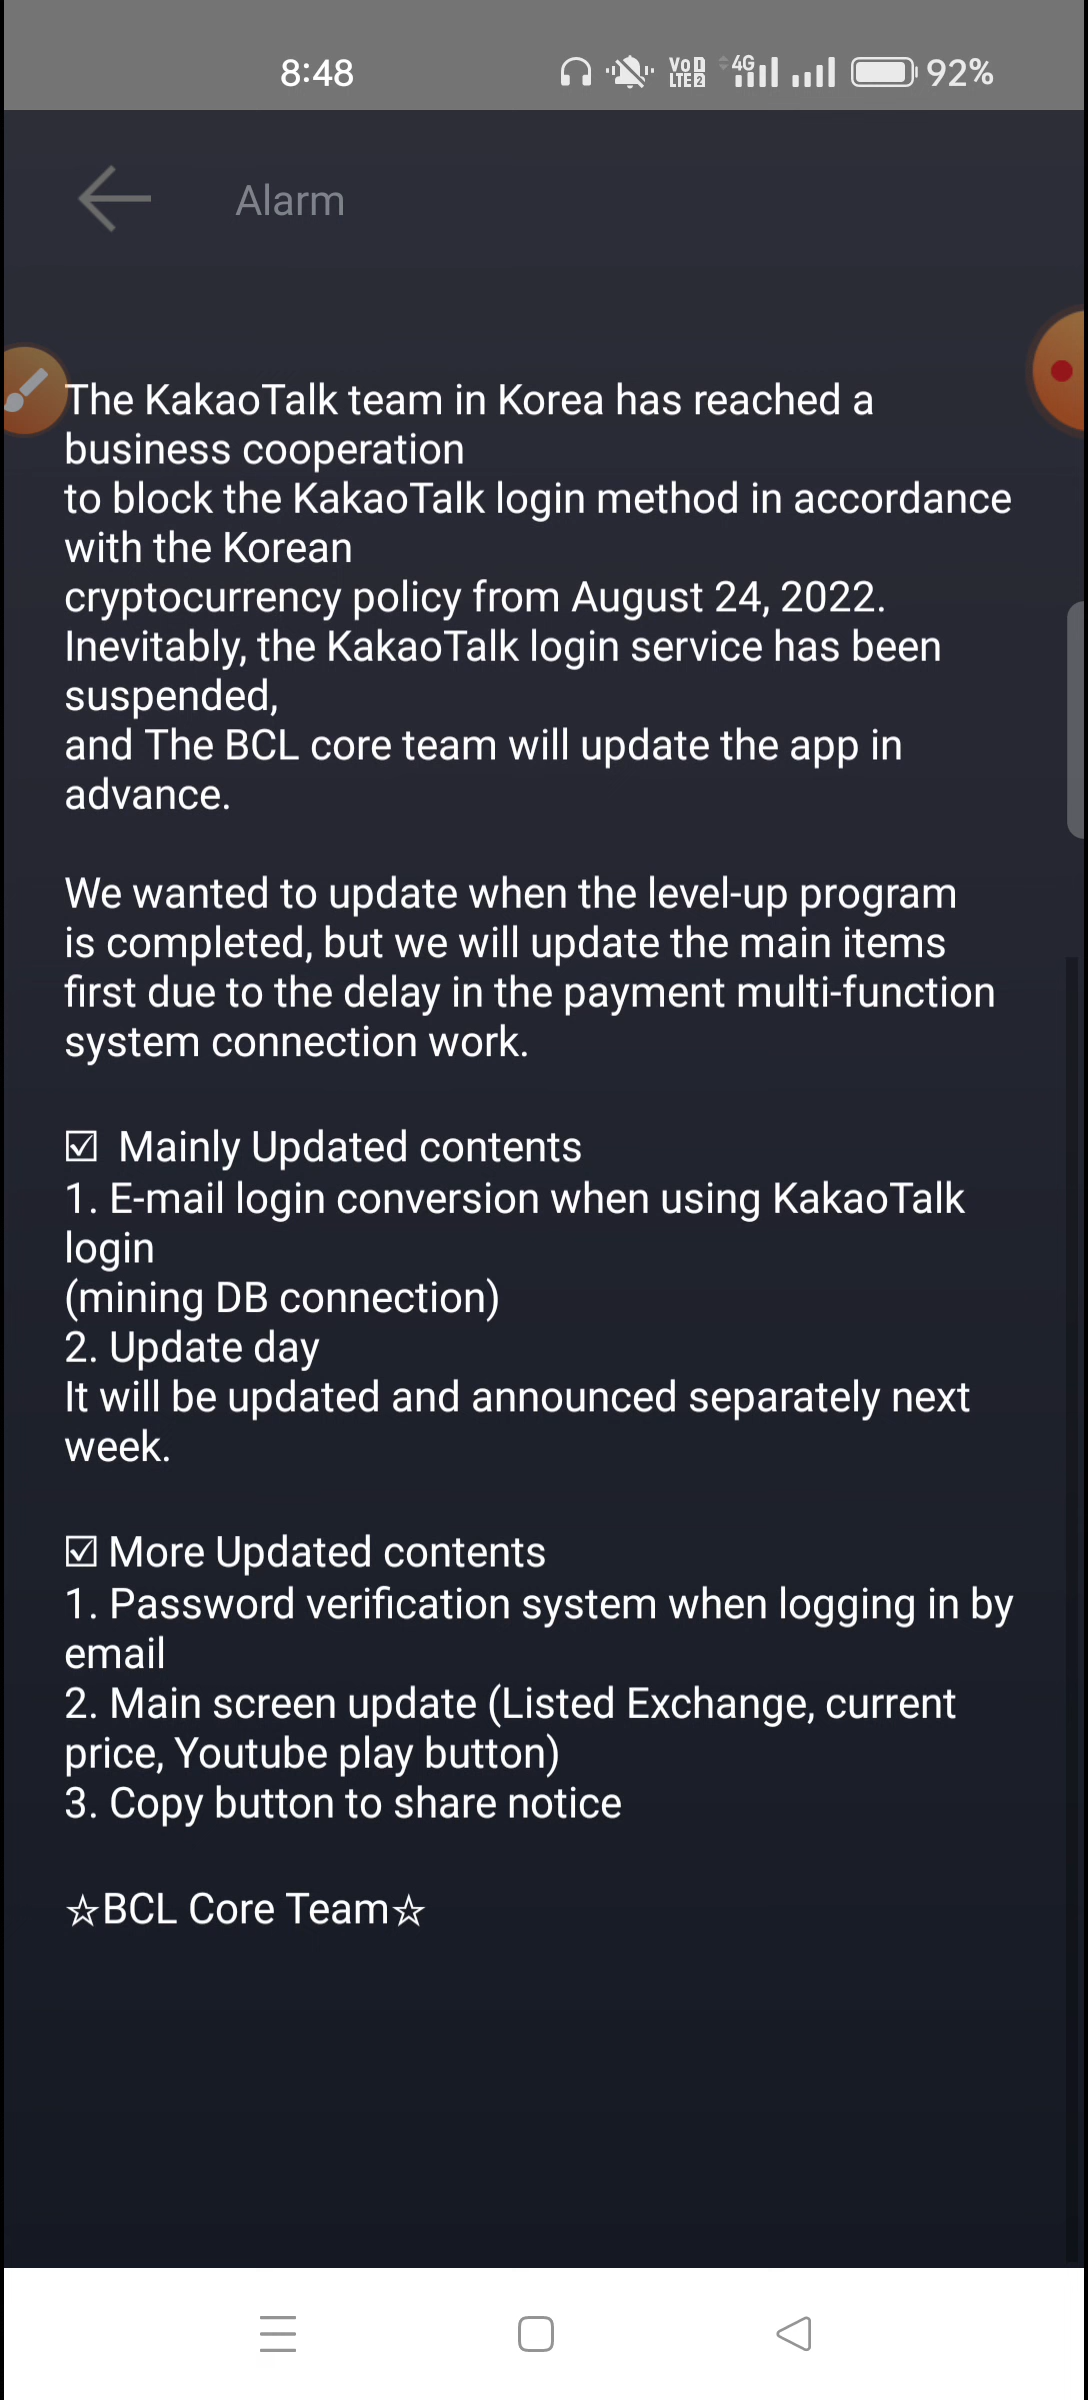 8:48 VoD LTE2 4G 92%
Alarm
The KakaoTalk team in Korea has reached a
business cooperation
to block the KakaoTalk login method in accordance
with the Korean
cryptocurrency policy from August 24, 2022.
Inevitably, the KakaoTalk login service has been
suspended,
and The BCL core team will update the app in
advance.
We wanted to update when the level-up program
is completed, but we will update the main items
first due to the delay in the payment multi-function
system connection work.
☑ Mainly Updated contents
1. E-mail login conversion when using KakaoTalk
login
(mining DB connection)
2. Update day
It will be updated and announced separately next
week.
☑ More Updated contents
1. Password verification system when logging in by
email
2. Main screen update (Listed Exchange, current
price, Youtube play button)
3. Copy button to share notice
☆BCL Core Team☆